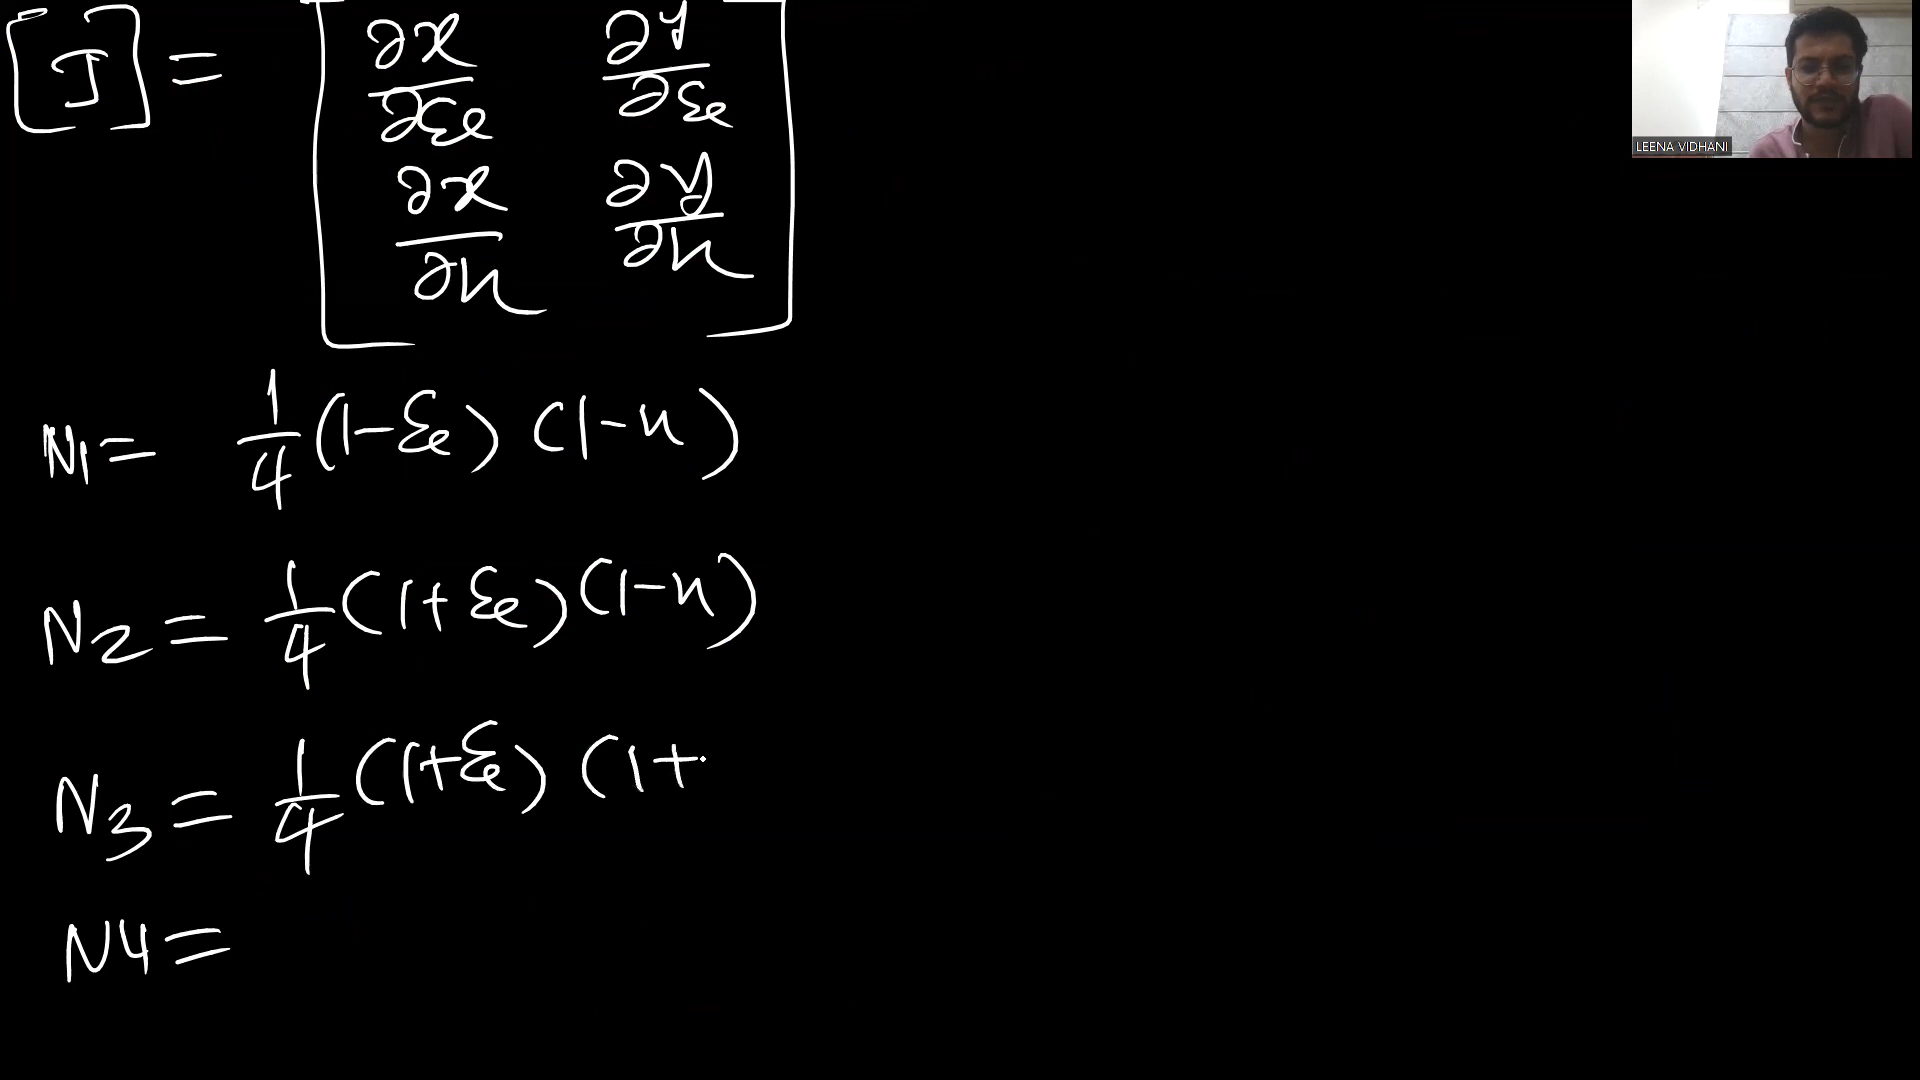 [J] = [∂x/∂ξ ∂y/∂ξ
∂x/∂η ∂y/∂η]
N1 = 1/4 (1-ξ) (1-η)
N2 = 1/4 (1+ξ) (1-η)
N3 = 1/4 (1+ξ) (1+
N4 =
LEENA VIDHANI